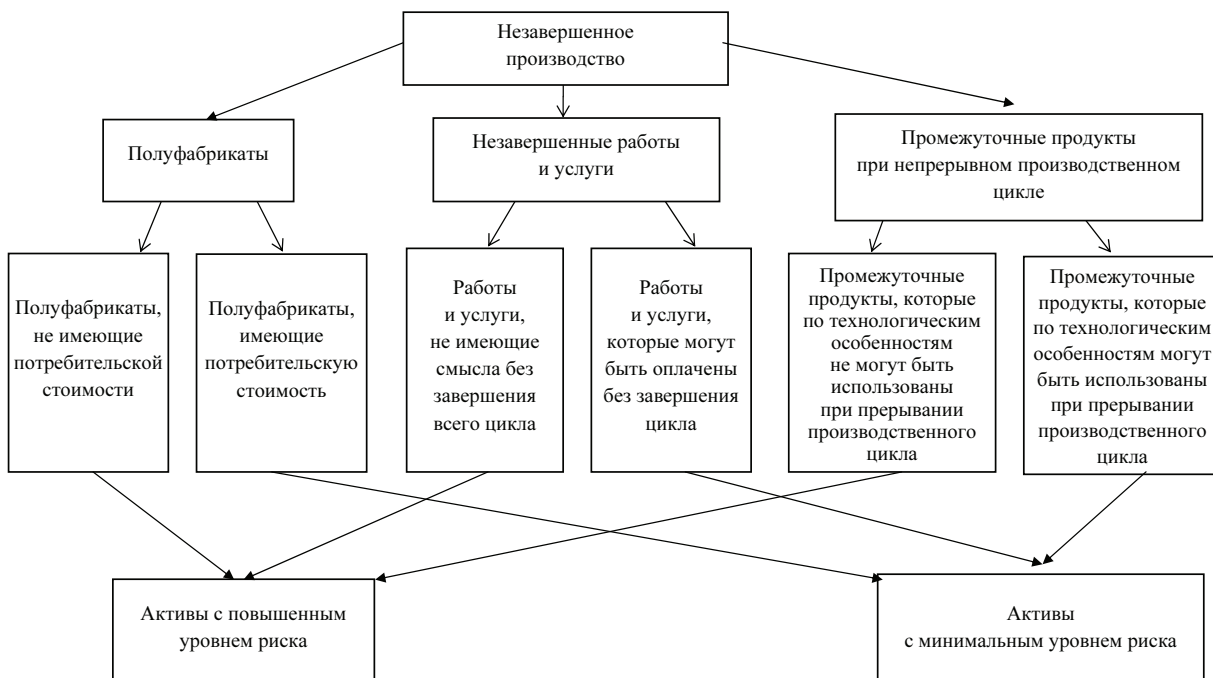 Незавершенное
производство
Полуфабрикаты
Незавершенные работы
и услуги
Промежуточные продукты
при непрерывном производственном
цикле
Полуфабрикаты,
не имеющие
потребительской
стоимости
Полуфабрикаты,
имеющие
потребительскую
стоимость
Работы
и услуги,
не имеющие
смысла без
завершения
всего цикла
Работы
и услуги,
которые могут
быть оплачены
без завершения
цикла
Промежуточные
продукты, которые
по технологическим
особенностям
не могут быть
использованы
при прерывании
производственного
цикла
Промежуточные
продукты, которые
по технологическим
особенностям могут
быть использованы
при прерывании
производственного
цикла
Активы с повышенным
уровнем риска
Активы
с минимальным уровнем риска